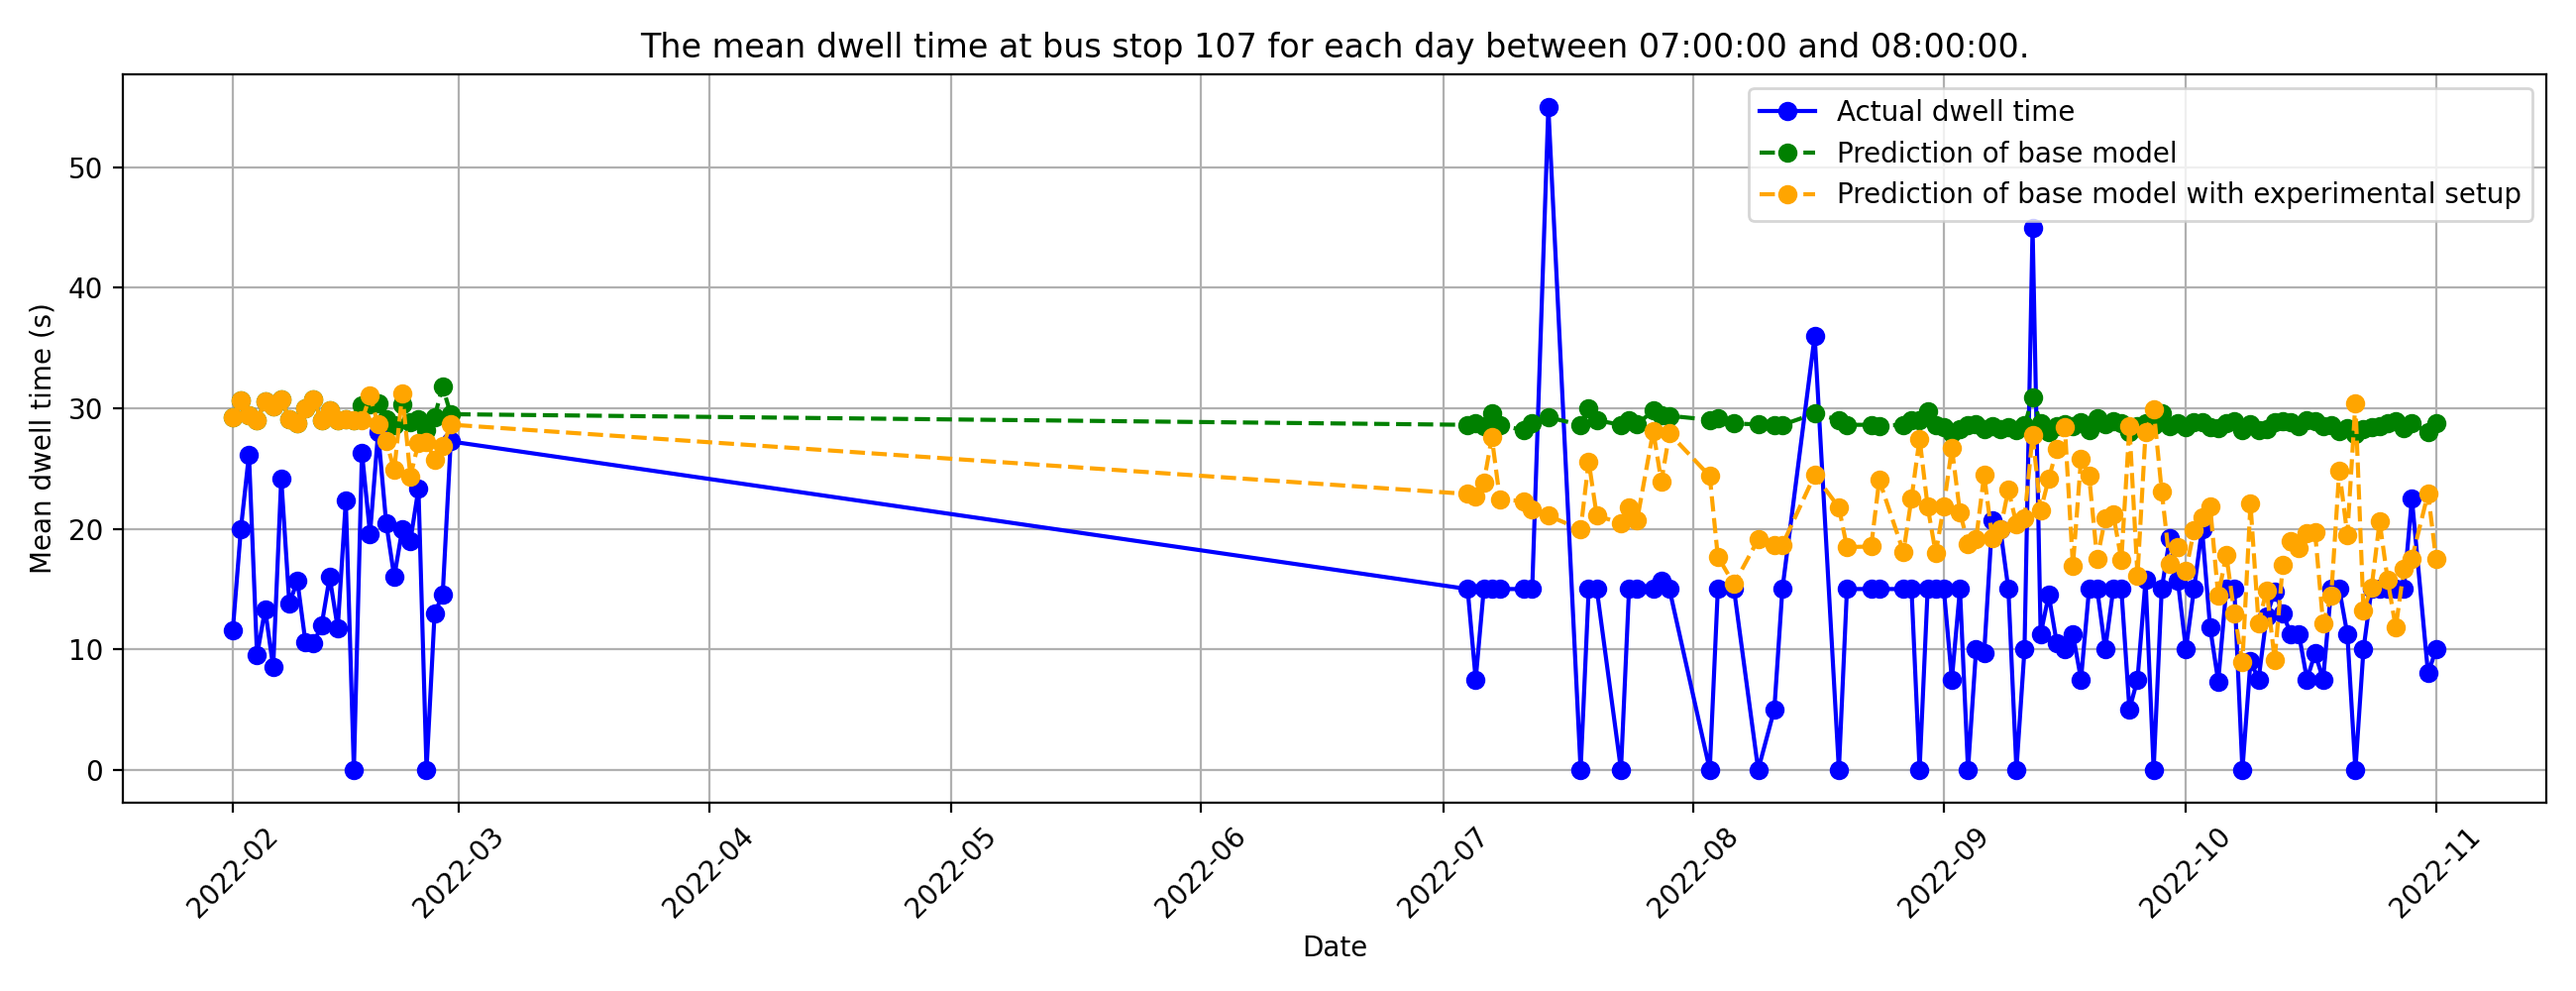 The mean dwell time at bus stop 107 for each day between 07:00:00 and 08:00:00.
Actual dwell time
Prediction of base model
Prediction of base model with experimental setup
Mean dwell time (s)
50
40
30
20
10
0
2022-02
2022-03
2022-04
2022-05
2022-06
2022-07
2022-08
2022-09
2022-10
2022-11
Date